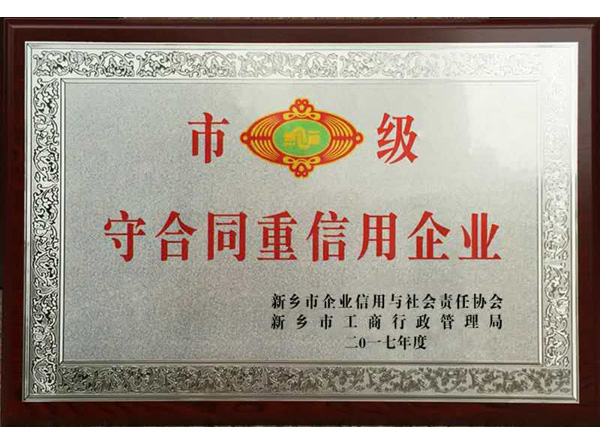 市 级
守合同重信用企业
新乡市企业信用与社会责任协会
新乡市工商行政管理局
二0一七年度